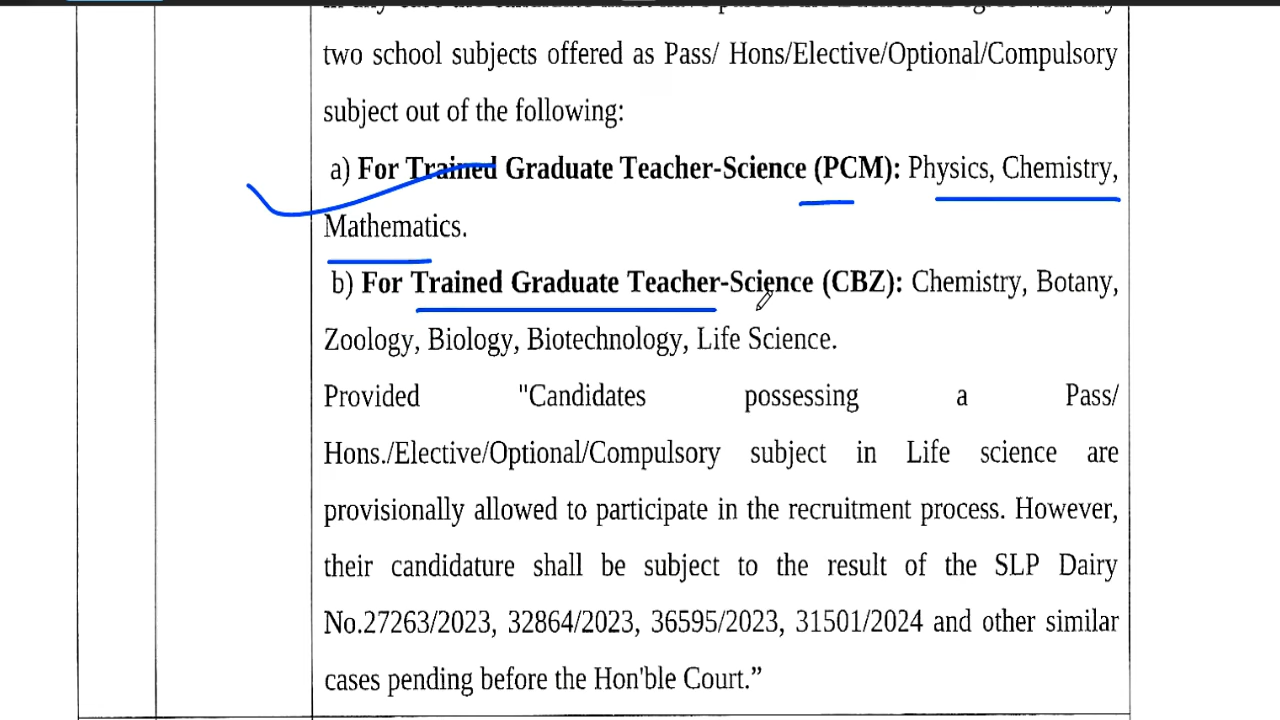 two school subjects offered as Pass/ Hons/Elective/Optional/Compulsory
subject out of the following:
a) For Trained Graduate Teacher-Science (PCM): Physics, Chemistry,
Mathematics.
b) For Trained Graduate Teacher-Science (CBZ): Chemistry, Botany,
Zoology, Biology, Biotechnology, Life Science.
Provided "Candidates possessing a Pass/
Hons./Elective/Optional/Compulsory subject in Life science are
provisionally allowed to participate in the recruitment process. However,
their candidature shall be subject to the result of the SLP Dairy
No.27263/2023, 32864/2023, 36595/2023, 31501/2024 and other similar
cases pending before the Hon'ble Court.”